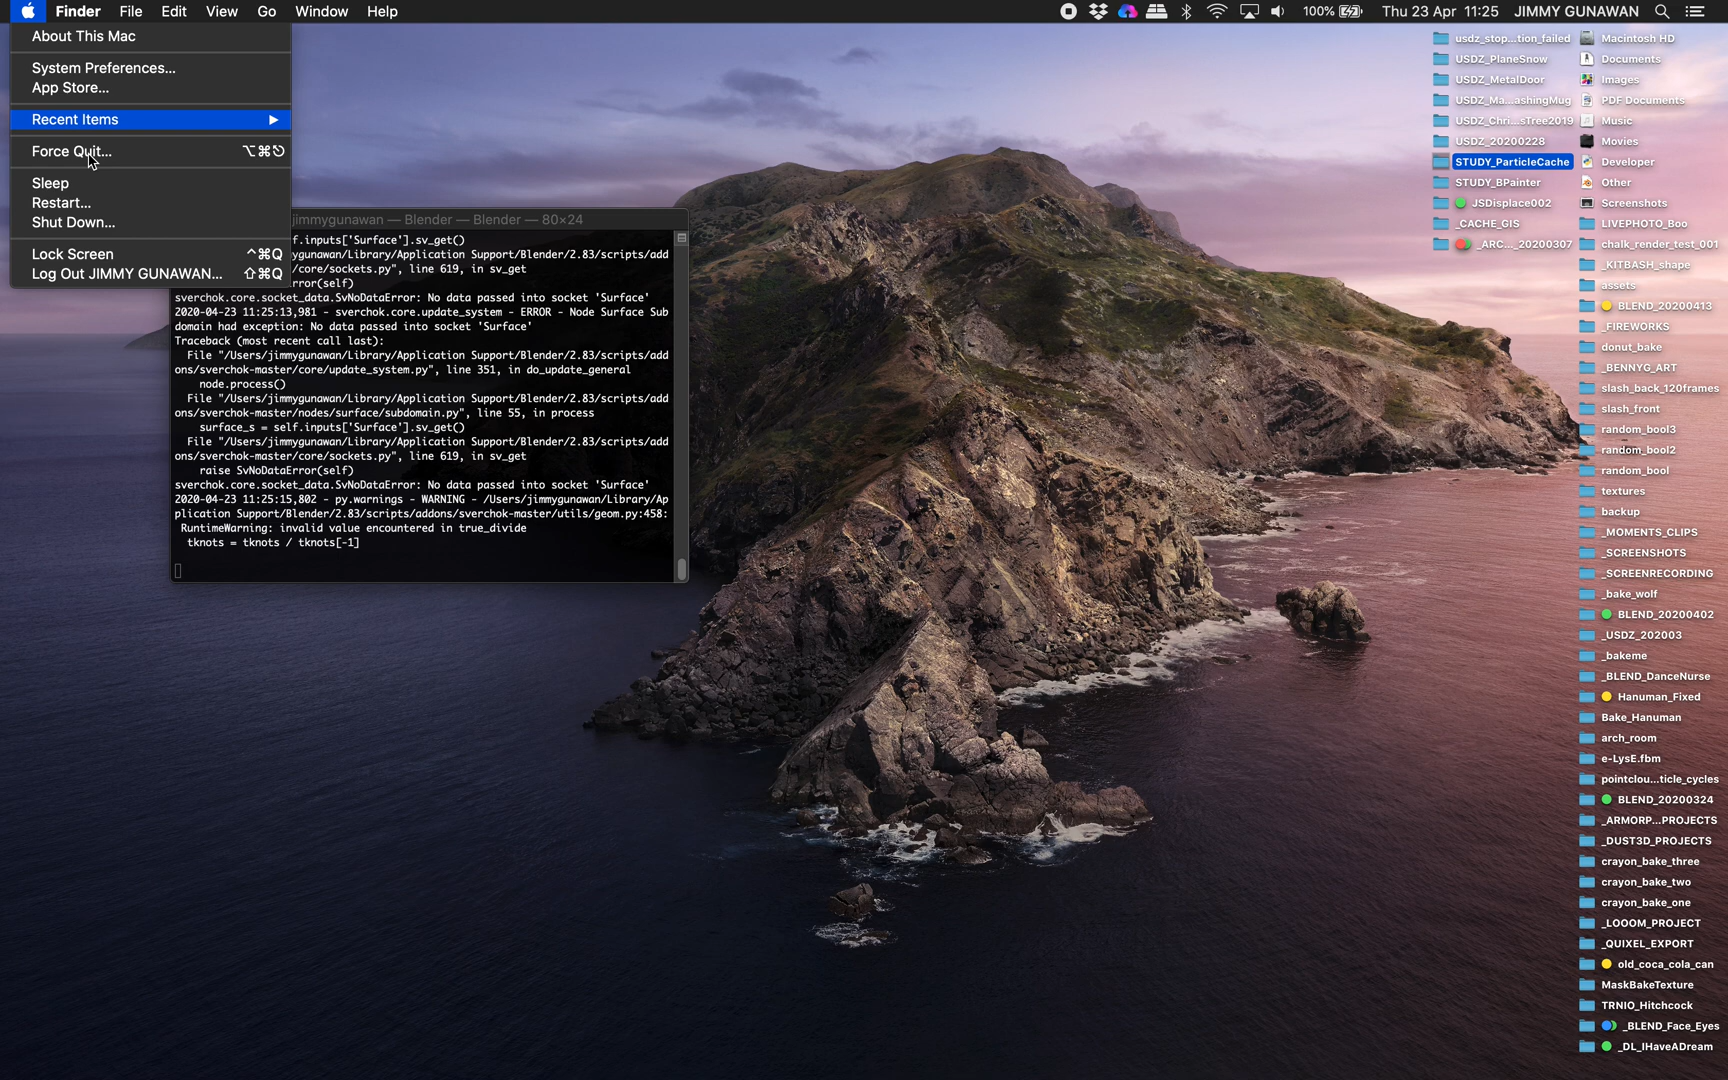 Finder File Edit View Go Window Help
100% Thu 23 Apr 11:25 JIMMY GUNAWAN
About This Mac
System Preferences...
App Store...
Recent Items
Force Quit... ⌥⌘⎋
Sleep
Restart...
Shut Down...
Lock Screen ^⌘Q
Log Out JIMMY GUNAWAN... ⇧⌘Q
jimmygunawan — Blender — Blender — 80×24
f.inputs['Surface'].sv_get()
ygunawan/Library/Application Support/Blender/2.83/scripts/add
/core/sockets.py", line 619, in sv_get
rror(self)
sverchok.core.socket_data.SvNoDataError: No data passed into socket 'Surface'
2020-04-23 11:25:13,981 - sverchok.core.update_system - ERROR - Node Surface Sub
domain had exception: No data passed into socket 'Surface'
Traceback (most recent call last):
File "/Users/jimmygunawan/Library/Application Support/Blender/2.83/scripts/add
ons/sverchok-master/core/update_system.py", line 351, in do_update_general
node.process()
File "/Users/jimmygunawan/Library/Application Support/Blender/2.83/scripts/add
ons/sverchok-master/nodes/surface/subdomain.py", line 55, in process
surface_s = self.inputs['Surface'].sv_get()
File "/Users/jimmygunawan/Library/Application Support/Blender/2.83/scripts/add
ons/sverchok-master/core/sockets.py", line 619, in sv_get
raise SvNoDataError(self)
sverchok.core.socket_data.SvNoDataError: No data passed into socket 'Surface'
2020-04-23 11:25:15,802 - py.warnings - WARNING - /Users/jimmygunawan/Library/Ap
plication Support/Blender/2.83/scripts/addons/sverchok-master/utils/geom.py:458:
RuntimeWarning: invalid value encountered in true_divide
tknots = tknots / tknots[-1]
usdz_stop...tion_failed
USDZ_PlaneSnow
USDZ_MetalDoor
USDZ_Ma...ashingMug
USDZ_Chri...sTree2019
USDZ_20200228
STUDY_ParticleCache
STUDY_BPainter
JSDisplace002
_CACHE_GIS
_ARC..._20200307
Macintosh HD
Documents
Images
PDF Documents
Music
Movies
Developer
Other
Screenshots
LIVEPHOTO_Boo
chalk_render_test_001
_KITBASH_shape
assets
BLEND_20200413
_FIREWORKS
donut_bake
_BENNYG_ART
slash_back_120frames
slash_front
random_bool3
random_bool2
random_bool
textures
backup
_MOMENTS_CLIPS
_SCREENSHOTS
_SCREENRECORDING
_bake_wolf
BLEND_20200402
_USDZ_202003
_bakeme
_BLEND_DanceNurse
Hanuman_Fixed
Bake_Hanuman
arch_room
e-LysE.fbm
pointclou...ticle_cycles
BLEND_20200324
_ARMORP...PROJECTS
_DUST3D_PROJECTS
crayon_bake_three
crayon_bake_two
crayon_bake_one
_LOOOM_PROJECT
_QUIXEL_EXPORT
old_coca_cola_can
MaskBakeTexture
TRNIO_Hitchcock
_BLEND_Face_Eyes
_DL_IHaveADream